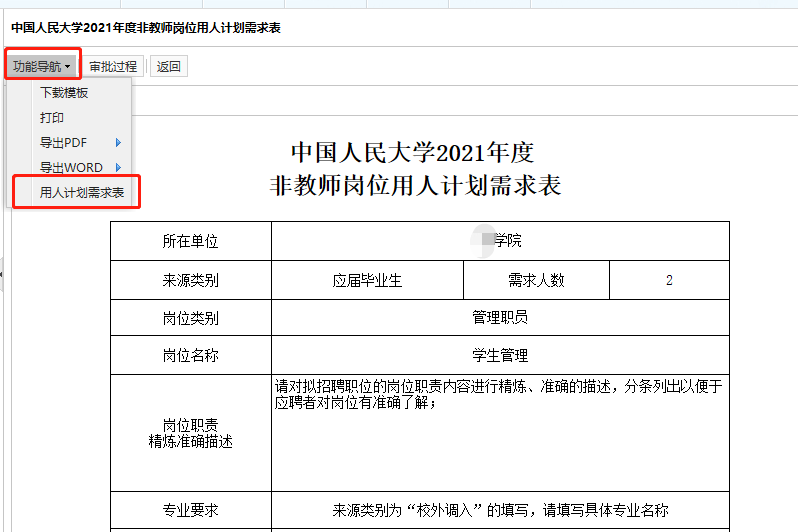 中国人民大学2021年度非教师岗位用人计划需求表
功能导航 审批过程 返回
下载模板
打印
导出PDF
导出WORD
用人计划需求表
中国人民大学2021年度
非教师岗位用人计划需求表
所在单位 学院
来源类别 应届毕业生 需求人数 2
岗位类别 管理职员
岗位名称 学生管理
岗位职责
精炼准确描述
请对拟招聘职位的岗位职责内容进行精炼、准确的描述，分条列出以便于
应聘者对岗位有准确了解；
专业要求 来源类别为“校外调入”的填写，请填写具体专业名称